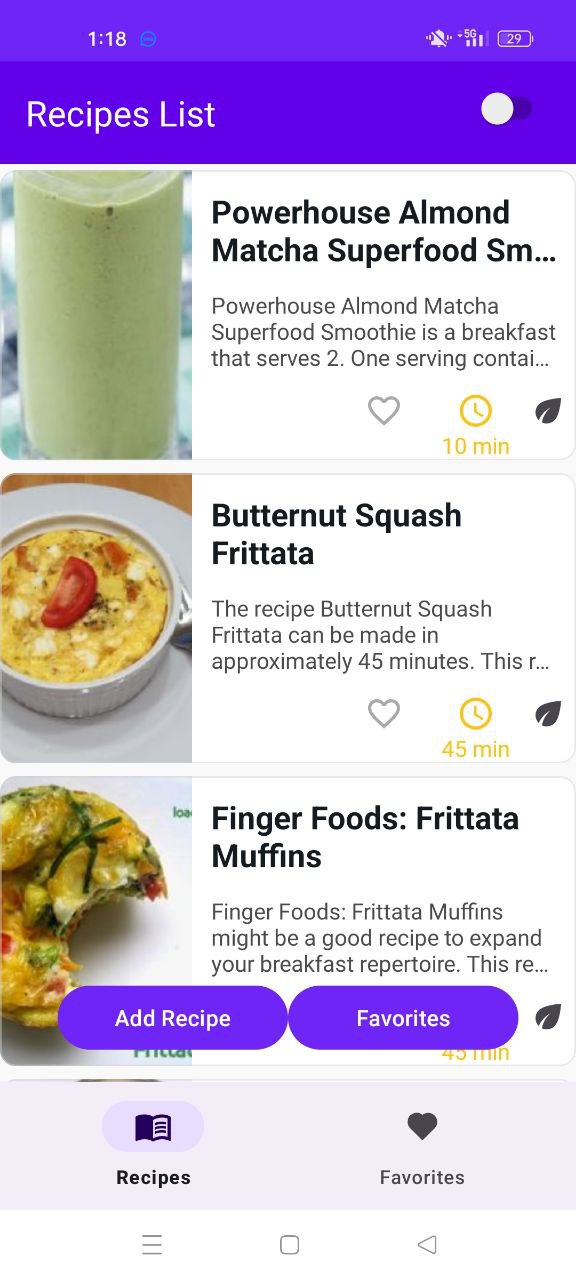 1:18
5G
29
Recipes List
Powerhouse Almond
Matcha Superfood Sm...
Powerhouse Almond Matcha
Superfood Smoothie is a breakfast
that serves 2. One serving contai...
10 min
Butternut Squash
Frittata
The recipe Butternut Squash
Frittata can be made in
approximately 45 minutes. This r...
45 min
Finger Foods: Frittata
Muffins
Finger Foods: Frittata Muffins
might be a good recipe to expand
your breakfast repertoire. This re...
Add Recipe
Favorites
45 min
Recipes
Favorites